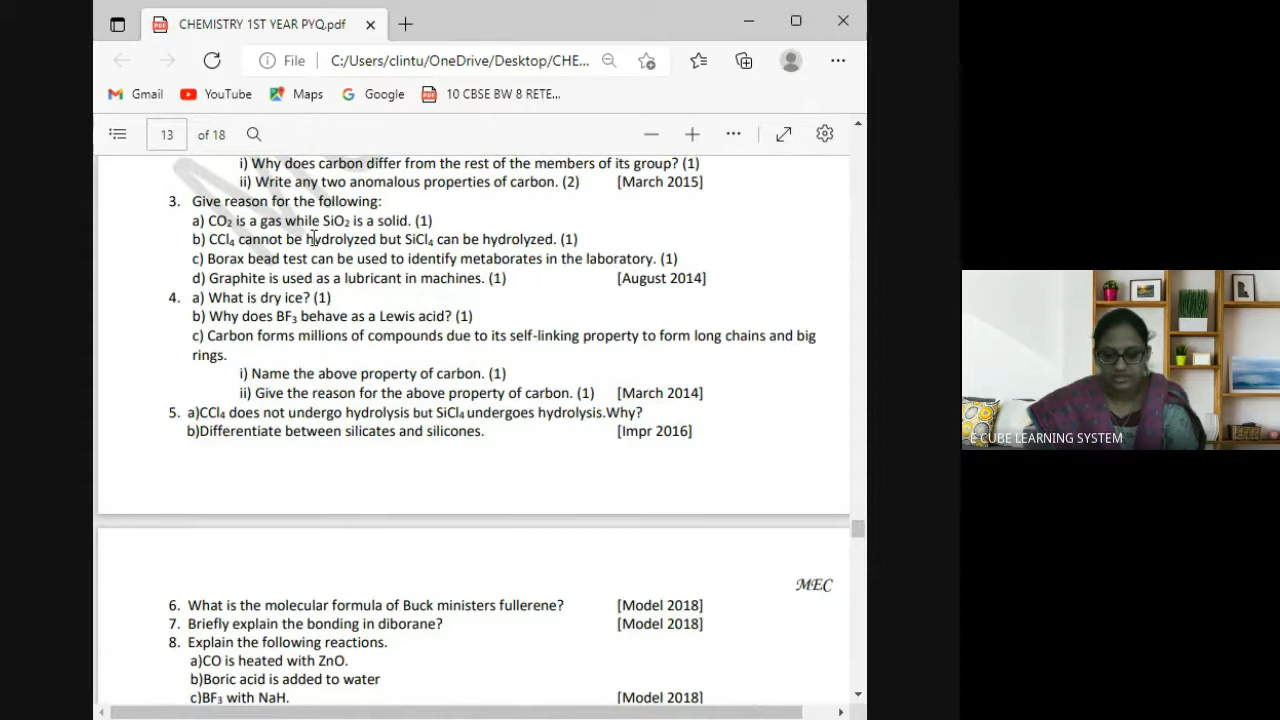 CHEMISTRY 1ST YEAR PYQ.pdf
File C:/Users/clintu/OneDrive/Desktop/CHE...
Gmail YouTube Maps Google 10 CBSE BW 8 RETE...
13 of 18
i) Why does carbon differ from the rest of the members of its group? (1)
ii) Write any two anomalous properties of carbon. (2) [March 2015]
3. Give reason for the following:
a) CO₂ is a gas while SiO₂ is a solid. (1)
b) CCl₄ cannot be hydrolyzed but SiCl₄ can be hydrolyzed. (1)
c) Borax bead test can be used to identify metaborates in the laboratory. (1)
d) Graphite is used as a lubricant in machines. (1) [August 2014]
4. a) What is dry ice? (1)
b) Why does BF₃ behave as a Lewis acid? (1)
c) Carbon forms millions of compounds due to its self-linking property to form long chains and big
rings.
i) Name the above property of carbon. (1)
ii) Give the reason for the above property of carbon. (1) [March 2014]
5. a)CCl₄ does not undergo hydrolysis but SiCl₄ undergoes hydrolysis.Why?
b)Differentiate between silicates and silicones. [Impr 2016]
MEC
6. What is the molecular formula of Buck ministers fullerene? [Model 2018]
7. Briefly explain the bonding in diborane? [Model 2018]
8. Explain the following reactions.
a)CO is heated with ZnO.
b)Boric acid is added to water
c)BF₃ with NaH. [Model 2018]
E CUBE LEARNING SYSTEM